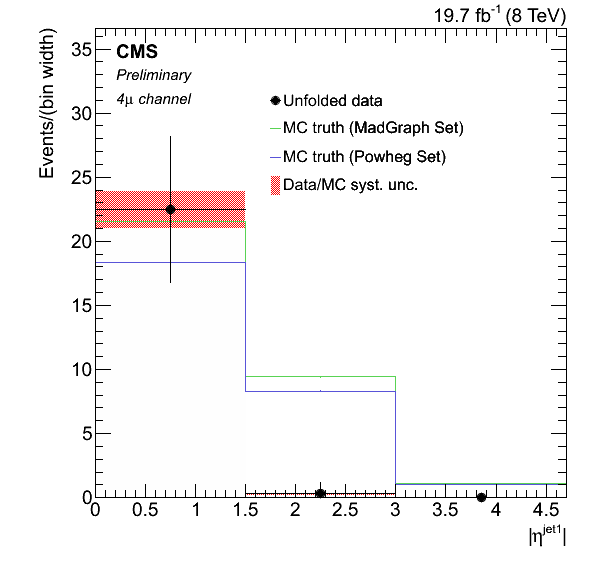 19.7 fb⁻¹ (8 TeV)
Events/(bin width)
CMS
Preliminary
4μ channel
Unfolded data
MC truth (MadGraph Set)
MC truth (Powheg Set)
Data/MC syst. unc.
35
30
25
20
15
10
5
0
0 0.5 1 1.5 2 2.5 3 3.5 4 4.5
|η^jet1|